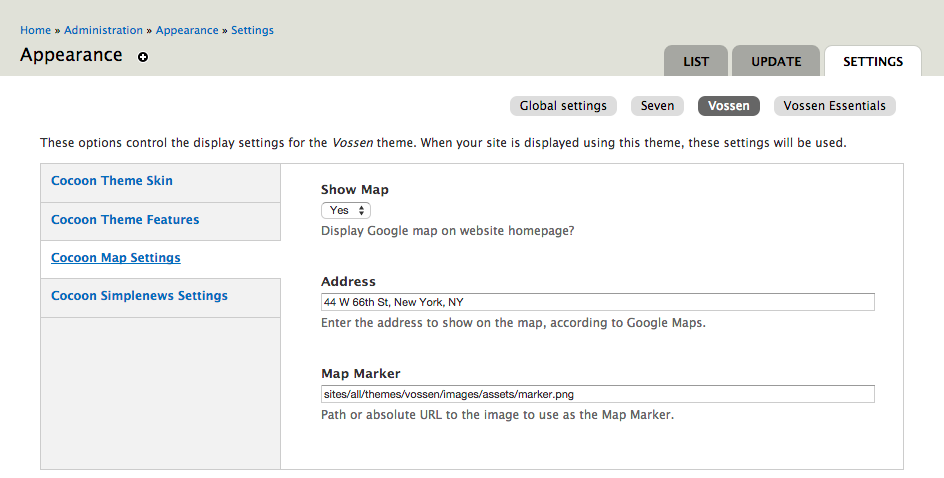 Home » Administration » Appearance » Settings
Appearance
LIST
UPDATE
SETTINGS
Global settings
Seven
Vossen
Vossen Essentials
These options control the display settings for the Vossen theme. When your site is displayed using this theme, these settings will be used.
Cocoon Theme Skin
Cocoon Theme Features
Cocoon Map Settings
Cocoon Simplenews Settings
Show Map
Yes
Display Google map on website homepage?
Address
44 W 66th St, New York, NY
Enter the address to show on the map, according to Google Maps.
Map Marker
sites/all/themes/vossen/images/assets/marker.png
Path or absolute URL to the image to use as the Map Marker.